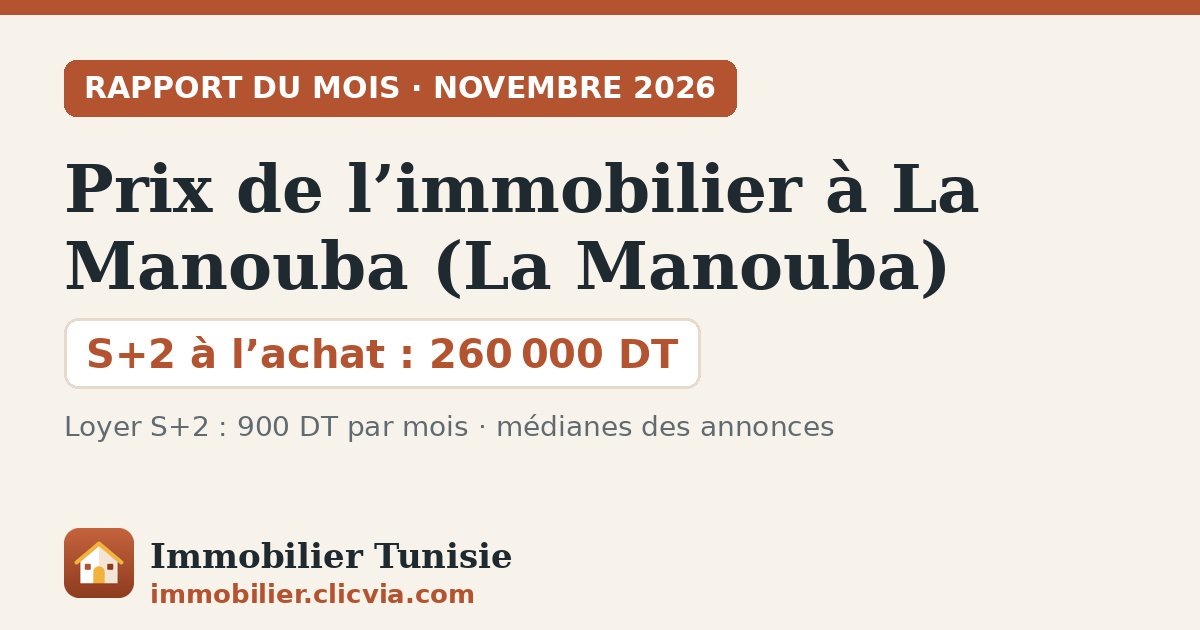 RAPPORT DU MOIS · NOVEMBRE 2026
Prix de l’immobilier à La
Manouba (La Manouba)
S+2 à l’achat : 260 000 DT
Loyer S+2 : 900 DT par mois · médianes des annonces
Immobilier Tunisie
immobilier.clicvia.com